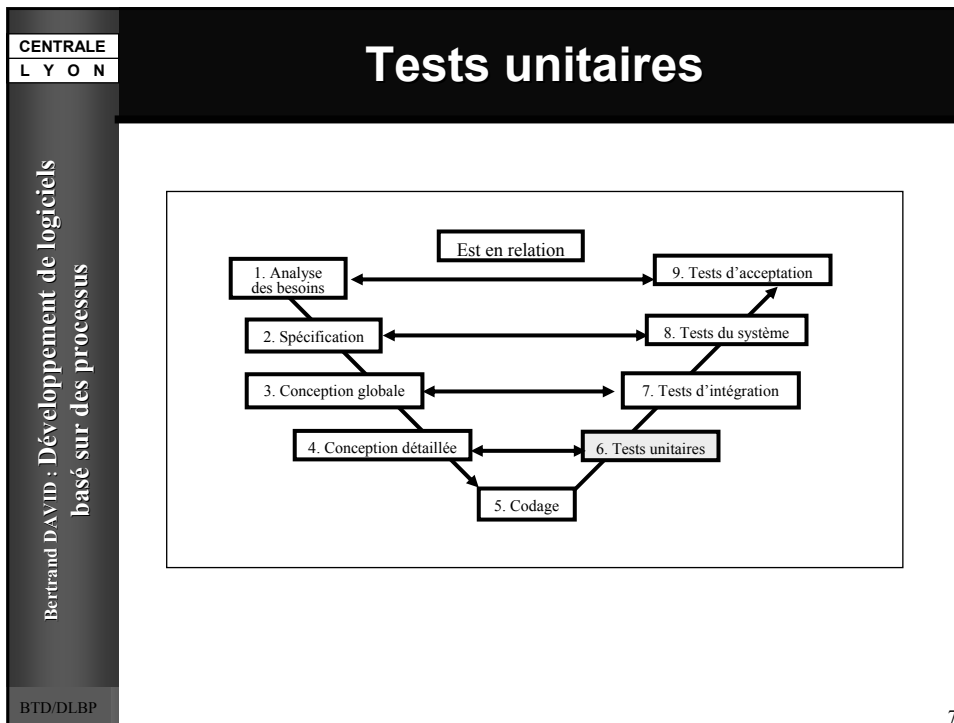 CENTRALE
L Y O N
Tests unitaires
Bertrand DAVID : Développement de logiciels
basé sur des processus
Est en relation
1. Analyse
des besoins
9. Tests d'acceptation
2. Spécification
8. Tests du système
3. Conception globale
7. Tests d'intégration
4. Conception détaillée
6. Tests unitaires
5. Codage
BTD/DLBP
7